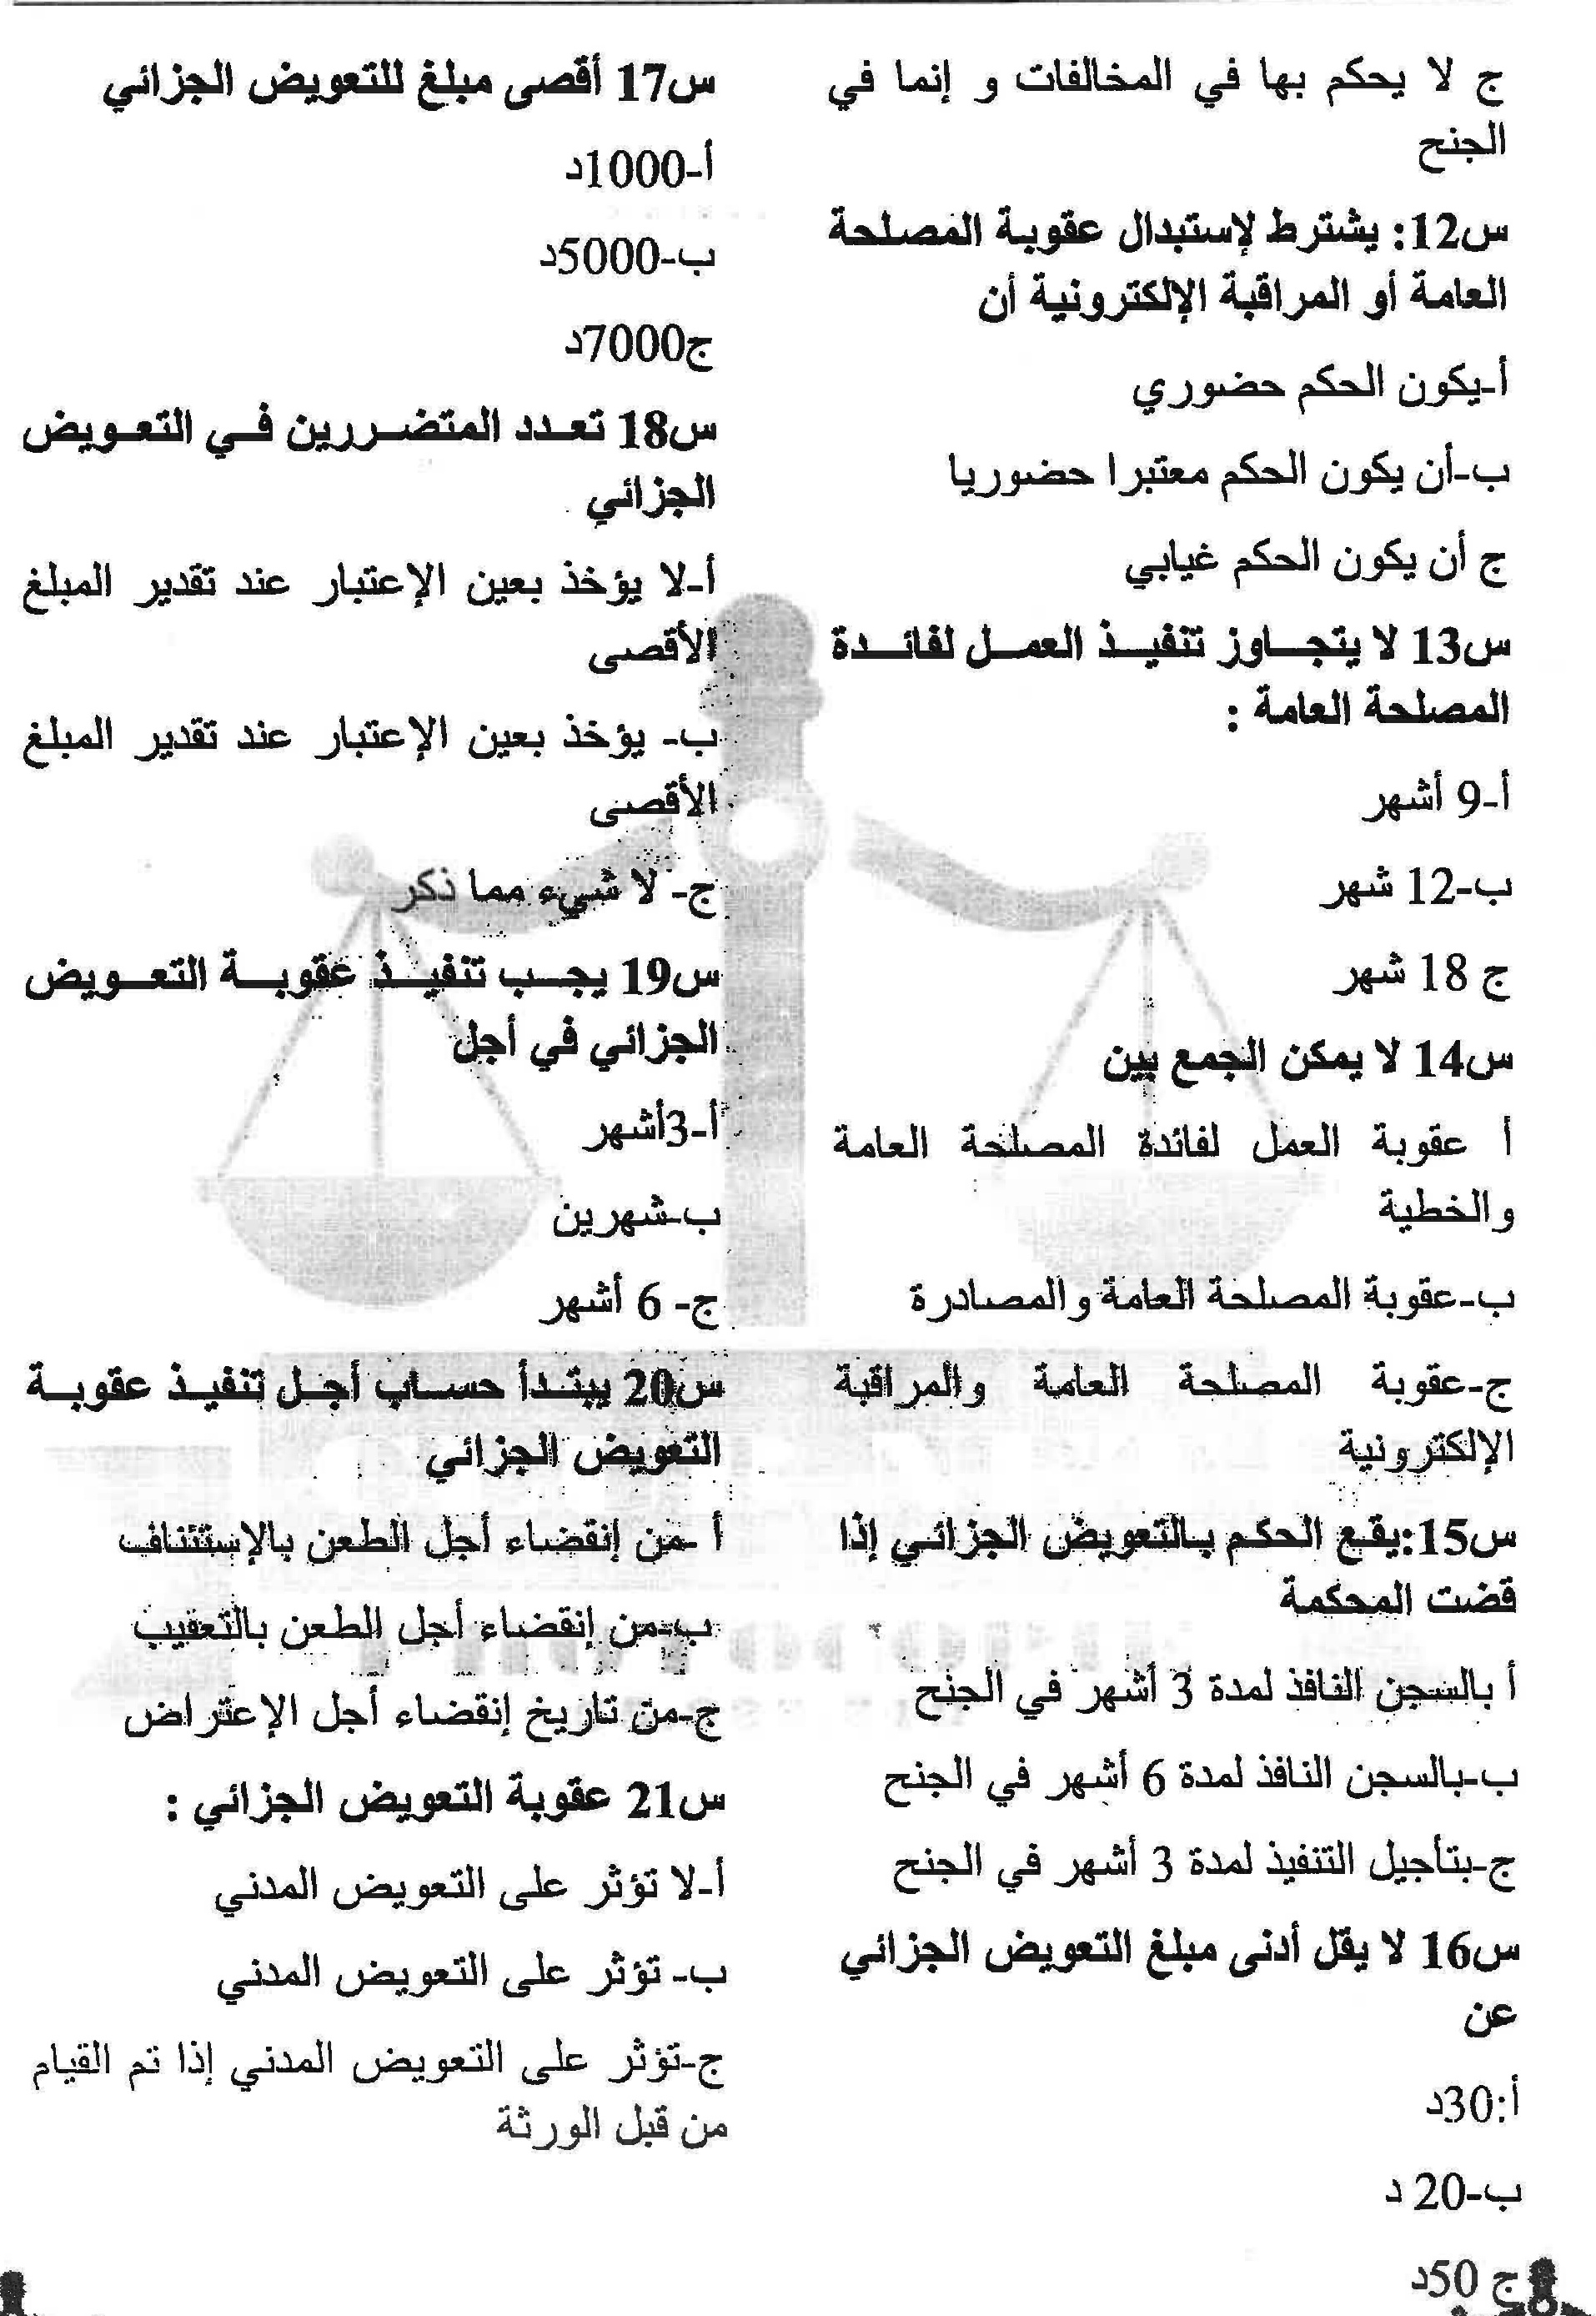 ج لا يحكم بها في المخالفات و إنما في
الجنح
س12: يشترط لإستبدال عقوبة المصلحة
العامة أو المراقبة الإلكترونية أن
أ-يكون الحكم حضوري
ب-أن يكون الحكم معتبرا حضوريا
ج أن يكون الحكم غيابي
س13 لا يتجاوز تنفيذ العمل لفائدة
المصلحة العامة :
أ-9 أشهر
ب-12 شهر
ج 18 شهر
س14 لا يمكن الجمع بين
أ عقوبة العمل لفائدة المصلحة العامة
والخطية
ب-عقوبة المصلحة العامة والمصادرة
ج-عقوبة المصلحة العامة والمراقبة
الإلكترونية
س15:يقع الحكم بالتعويض الجزائي إذا
قضت المحكمة
أ بالسجن النافذ لمدة 3 أشهر في الجنح
ب-بالسجن النافذ لمدة 6 أشهر في الجنح
ج-بتأجيل التنفيذ لمدة 3 أشهر في الجنح
س16 لا يقل أدنى مبلغ التعويض الجزائي
عن
أ:30د
ب-20 د
ج 50د
س17 أقصى مبلغ للتعويض الجزائي
أ-1000د
ب-5000د
ج7000د
س18 تعدد المتضررين في التعويض
الجزائي
أ-لا يؤخذ بعين الإعتبار عند تقدير المبلغ
الأقصى
ب- يؤخذ بعين الإعتبار عند تقدير المبلغ
الأقصى
ج- لا شيء مما ذكر
س19 يجب تنفيذ عقوبة التعويض
الجزائي في أجل
أ-3أشهر
ب-شهرين
ج- 6 أشهر
س20 يبتدأ حساب أجل تنفيذ عقوبة
التعويض الجزائي
أ -من إنقضاء أجل الطعن بالإستئناف
ب-من إنقضاء أجل الطعن بالتعقيب
ج-من تاريخ إنقضاء أجل الإعتراض
س21 عقوبة التعويض الجزائي :
أ-لا تؤثر على التعويض المدني
ب- تؤثر على التعويض المدني
ج-تؤثر على التعويض المدني إذا تم القيام
من قبل الورثة